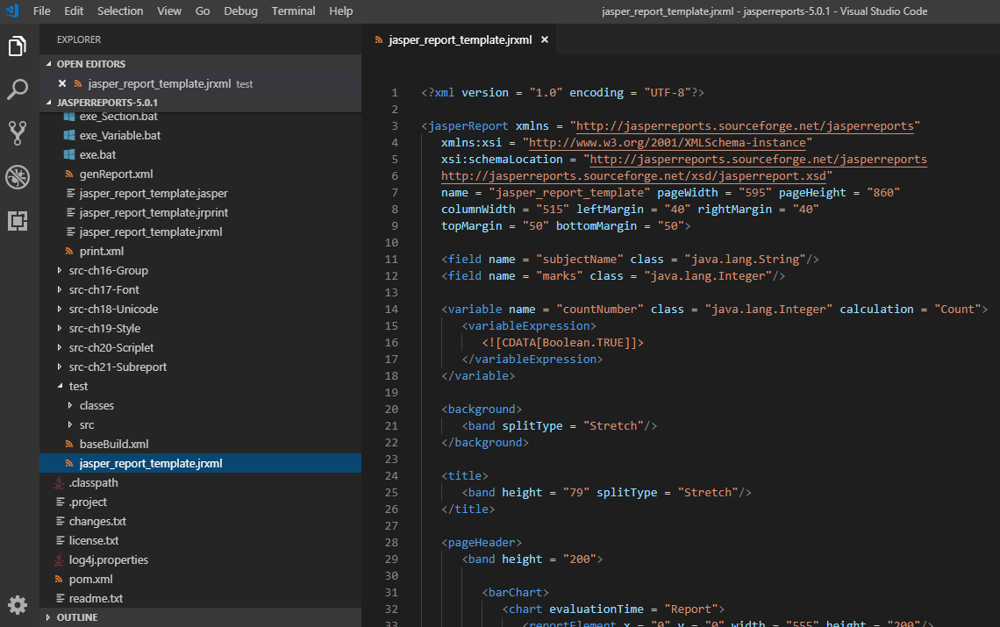 File Edit Selection View Go Debug Terminal Help
jasper_report_template.jrxml - jasperreports-5.0.1 - Visual Studio Code
EXPLORER
OPEN EDITORS
jasper_report_template.jrxml test
JASPERREPORTS-5.0.1
exe_Section.bat
exe_Variable.bat
exe.bat
genReport.xml
jasper_report_template.jasper
jasper_report_template.jrprint
jasper_report_template.jrxml
print.xml
src-ch16-Group
src-ch17-Font
src-ch18-Unicode
src-ch19-Style
src-ch20-Scriplet
src-ch21-Subreport
test
classes
src
baseBuild.xml
jasper_report_template.jrxml
.classpath
.project
changes.txt
license.txt
log4j.properties
pom.xml
readme.txt
OUTLINE
jasper_report_template.jrxml
1 <?xml version = "1.0" encoding = "UTF-8"?>
2
3 <jasperReport xmlns = "http://jasperreports.sourceforge.net/jasperreports"
4 xmlns:xsi = "http://www.w3.org/2001/XMLSchema-instance"
5 xsi:schemaLocation = "http://jasperreports.sourceforge.net/jasperreports
6 http://jasperreports.sourceforge.net/xsd/jasperreport.xsd"
7 name = "jasper_report_template" pageWidth = "595" pageHeight = "860"
8 columnWidth = "515" leftMargin = "40" rightMargin = "40"
9 topMargin = "50" bottomMargin = "50">
10
11 <field name = "subjectName" class = "java.lang.String"/>
12 <field name = "marks" class = "java.lang.Integer"/>
13
14 <variable name = "countNumber" class = "java.lang.Integer" calculation = "Count">
15 <variableExpression>
16 <![CDATA[Boolean.TRUE]]>
17 </variableExpression>
18 </variable>
19
20 <background>
21 <band splitType = "Stretch"/>
22 </background>
23
24 <title>
25 <band height = "79" splitType = "Stretch"/>
26 </title>
27
28 <pageHeader>
29 <band height = "200">
30
31 <barChart>
32 <chart evaluationTime = "Report">
33 <reportElement x = "0" y = "0" width = "555" height = "200"/>